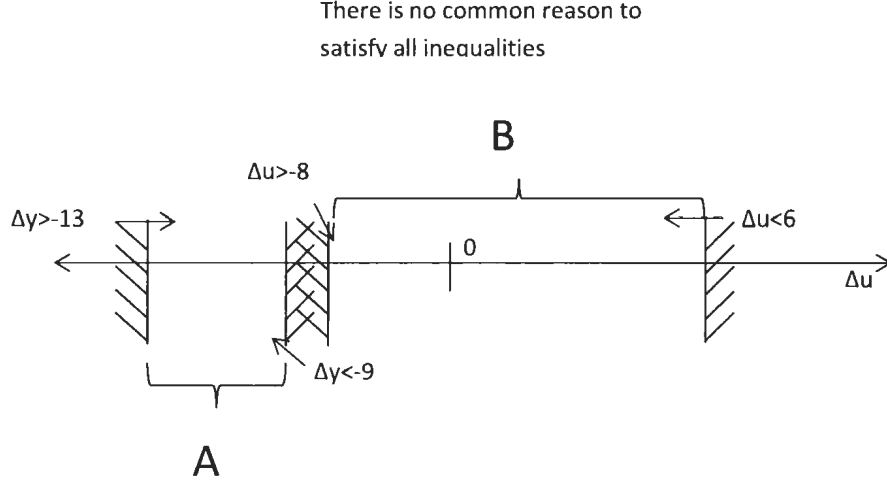 There is no common reason to
satisfy all inequalities
B
Δu>-8
Δy>-13
Δu<6
0
Δu
Δy<-9
A